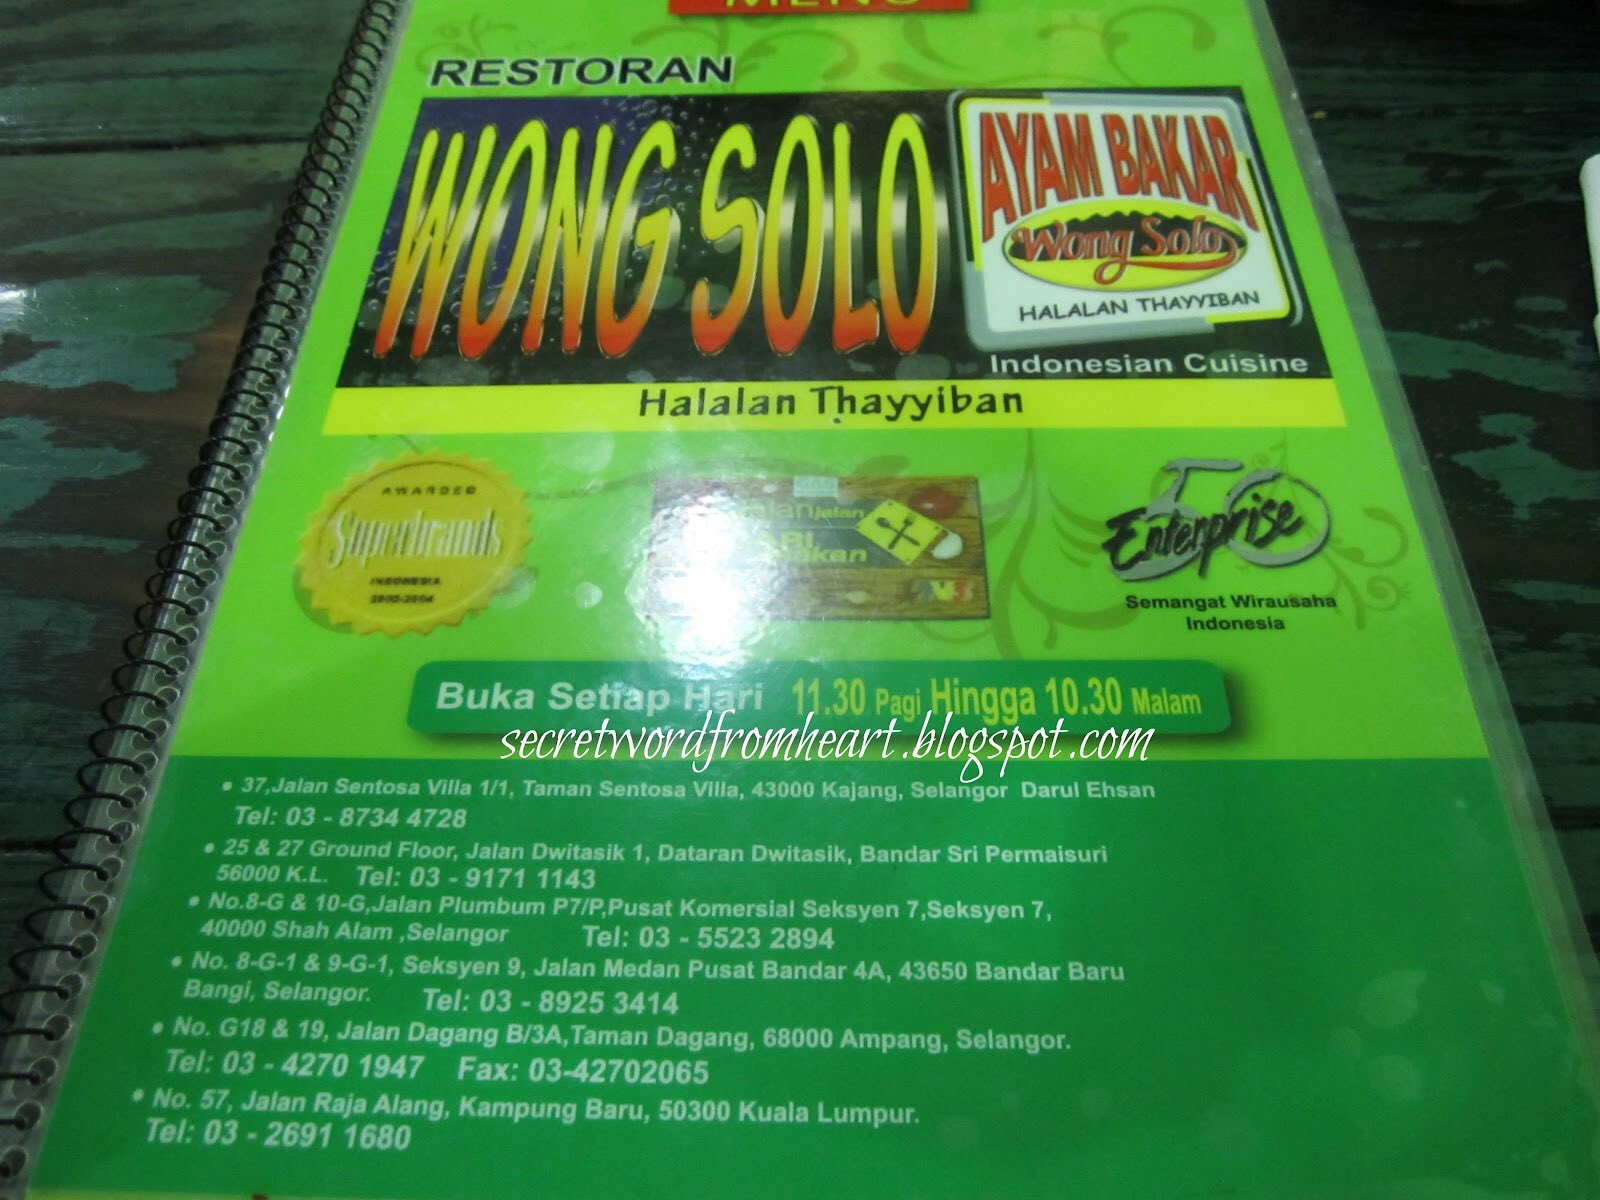 MENU
RESTORAN
WONG SOLO
AYAM BAKAR
Wong Solo
HALALAN THAYYIBAN
Indonesian Cuisine
Halalan Thayyiban
AWARDED
Superbrands
INDONESIA
2003-2004
jalan
ARI
Enterprise 50
Semangat Wirausaha
Indonesia
Buka Setiap Hari 11.30 Pagi Hingga 10.30 Malam
secretwordfromheart.blogspot.com
• 37,Jalan Sentosa Villa 1/1, Taman Sentosa Villa, 43000 Kajang, Selangor Darul Ehsan
Tel: 03 - 8734 4728
• 25 & 27 Ground Floor, Jalan Dwitasik 1, Dataran Dwitasik, Bandar Sri Permaisuri
56000 K.L. Tel: 03 - 9171 1143
• No.8-G & 10-G,Jalan Plumbum P7/P,Pusat Komersial Seksyen 7,Seksyen 7,
40000 Shah Alam ,Selangor Tel: 03 - 5523 2894
• No. 8-G-1 & 9-G-1, Seksyen 9, Jalan Medan Pusat Bandar 4A, 43650 Bandar Baru
Bangi, Selangor. Tel: 03 - 8925 3414
• No. G18 & 19, Jalan Dagang B/3A,Taman Dagang, 68000 Ampang, Selangor.
Tel: 03 - 4270 1947 Fax: 03-42702065
• No. 57, Jalan Raja Alang, Kampung Baru, 50300 Kuala Lumpur.
Tel: 03 - 2691 1680